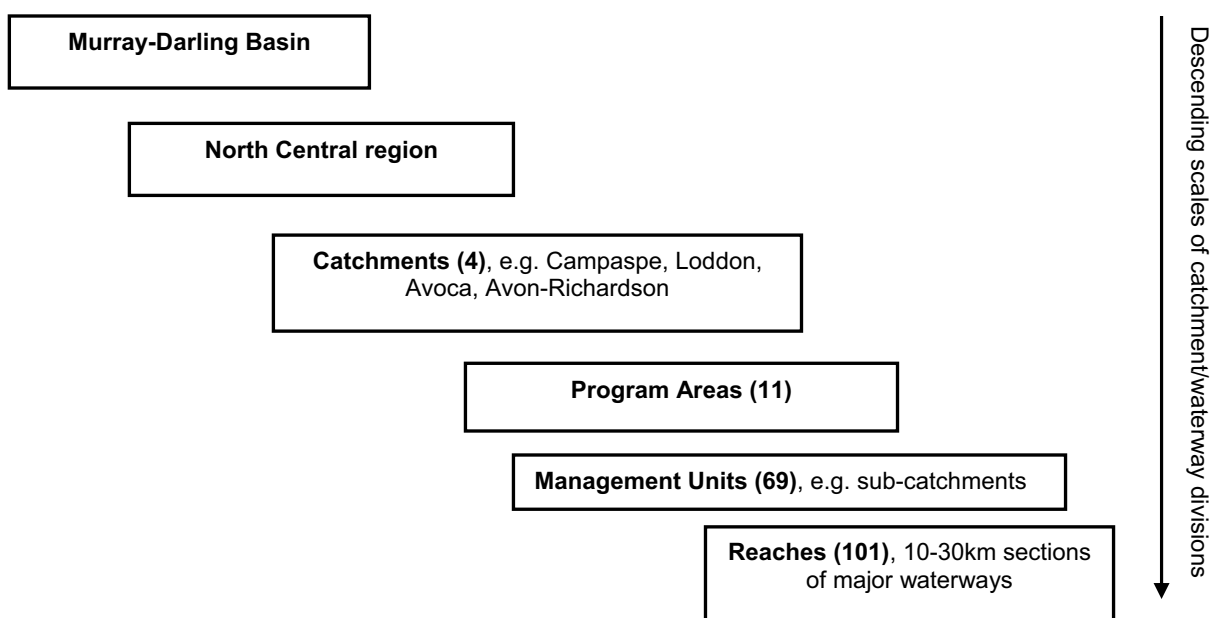 Murray-Darling Basin
North Central region
Catchments (4), e.g. Campaspe, Loddon,
Avoca, Avon-Richardson
Program Areas (11)
Management Units (69), e.g. sub-catchments
Reaches (101), 10-30km sections
of major waterways
Descending scales of catchment/waterway divisions